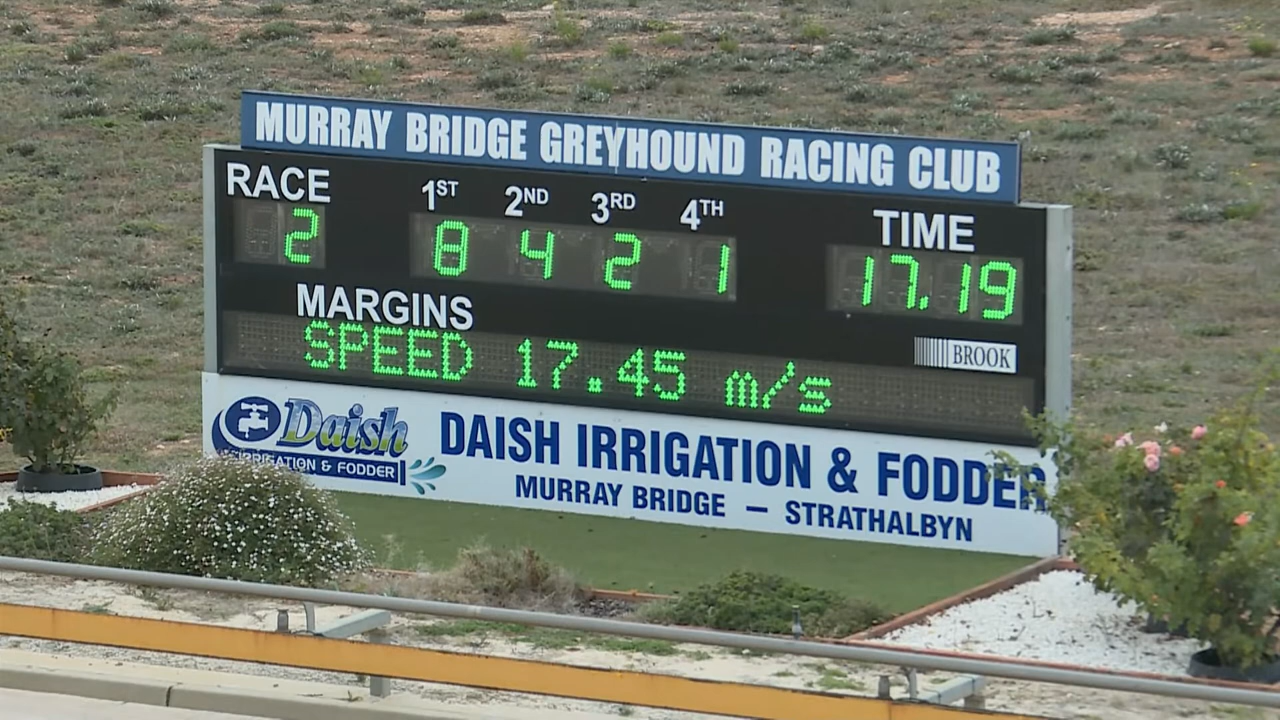 MURRAY BRIDGE GREYHOUND RACING CLUB
RACE 1ST 2ND 3RD 4TH TIME
2 8 4 2 1 17.19
MARGINS
BROOK
SPEED 17.45 m/s
Daish
IRRIGATION & FODDER
DAISH IRRIGATION & FODDER
MURRAY BRIDGE – STRATHALBYN